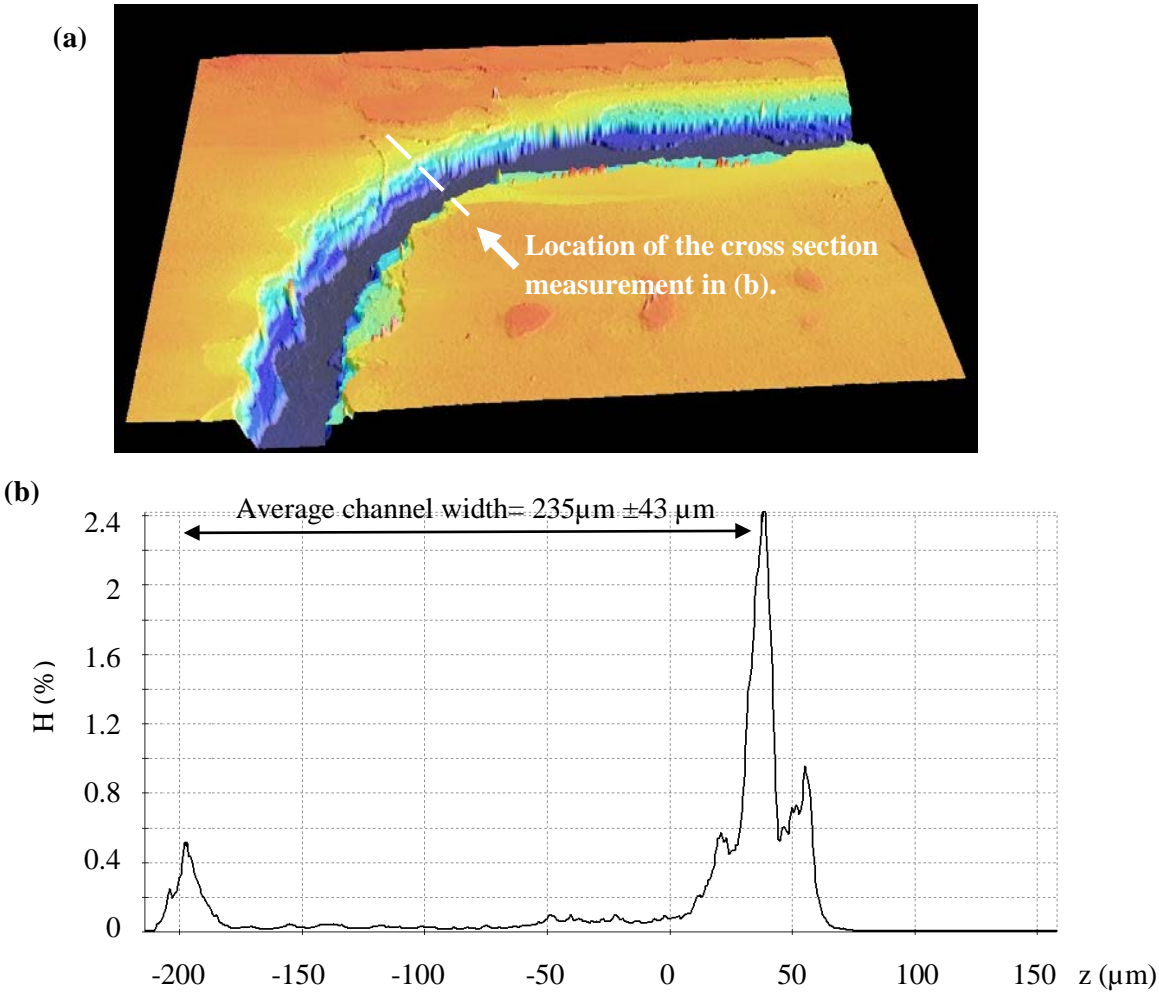 (a)
Location of the cross section
measurement in (b).
(b)
Average channel width= 235µm ±43 µm
2.4
2
1.6
1.2
0.8
0.4
0
H (%)
-200 -150 -100 -50 0 50 100 150 z (µm)